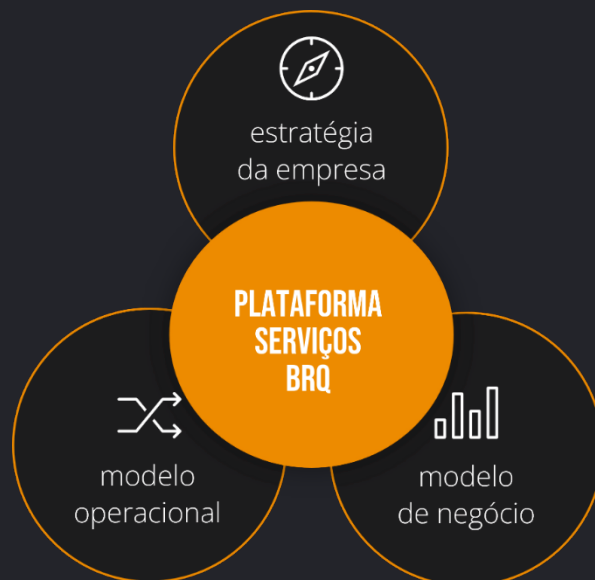 estratégia
da empresa
PLATAFORMA
SERVIÇOS
BRQ
modelo
operacional
modelo
de negócio